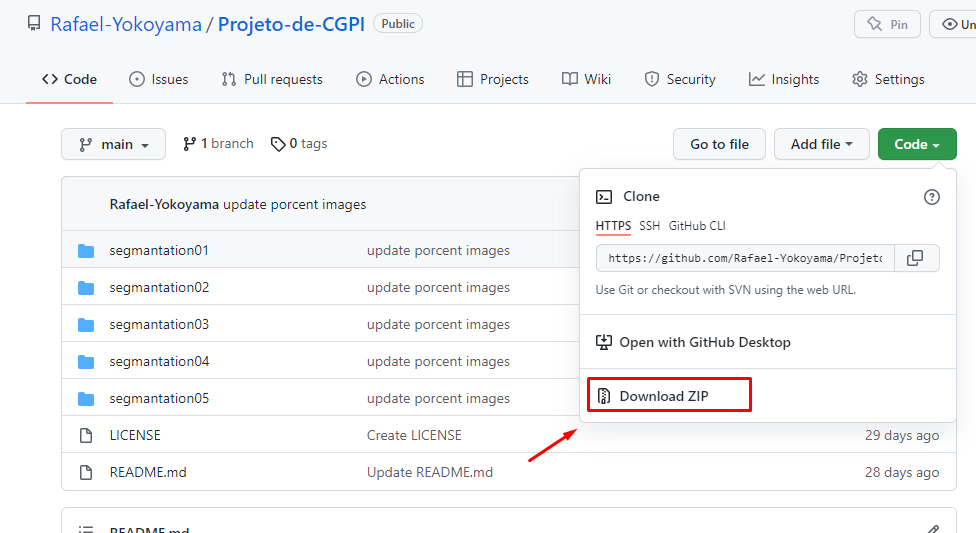 Rafael-Yokoyama / Projeto-de-CGPI Public Pin Un
Code Issues Pull requests Actions Projects Wiki Security Insights Settings
main 1 branch 0 tags Go to file Add file Code
Rafael-Yokoyama update porcent images
segmantation01 update porcent images
segmantation02 update porcent images
segmantation03 update porcent images
segmantation04 update porcent images
segmantation05 update porcent images
LICENSE Create LICENSE 29 days ago
README.md Update README.md 28 days ago
Clone
HTTPS SSH GitHub CLI
https://github.com/Rafael-Yokoyama/Projeto
Use Git or checkout with SVN using the web URL.
Open with GitHub Desktop
Download ZIP
README.md